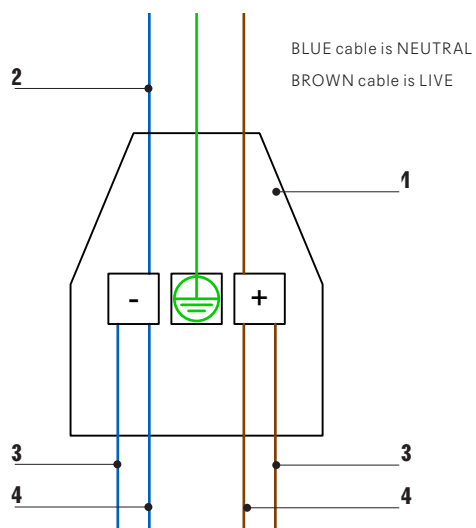 BLUE cable is NEUTRAL
BROWN cable is LIVE
2
1
- +
3 3
4 4